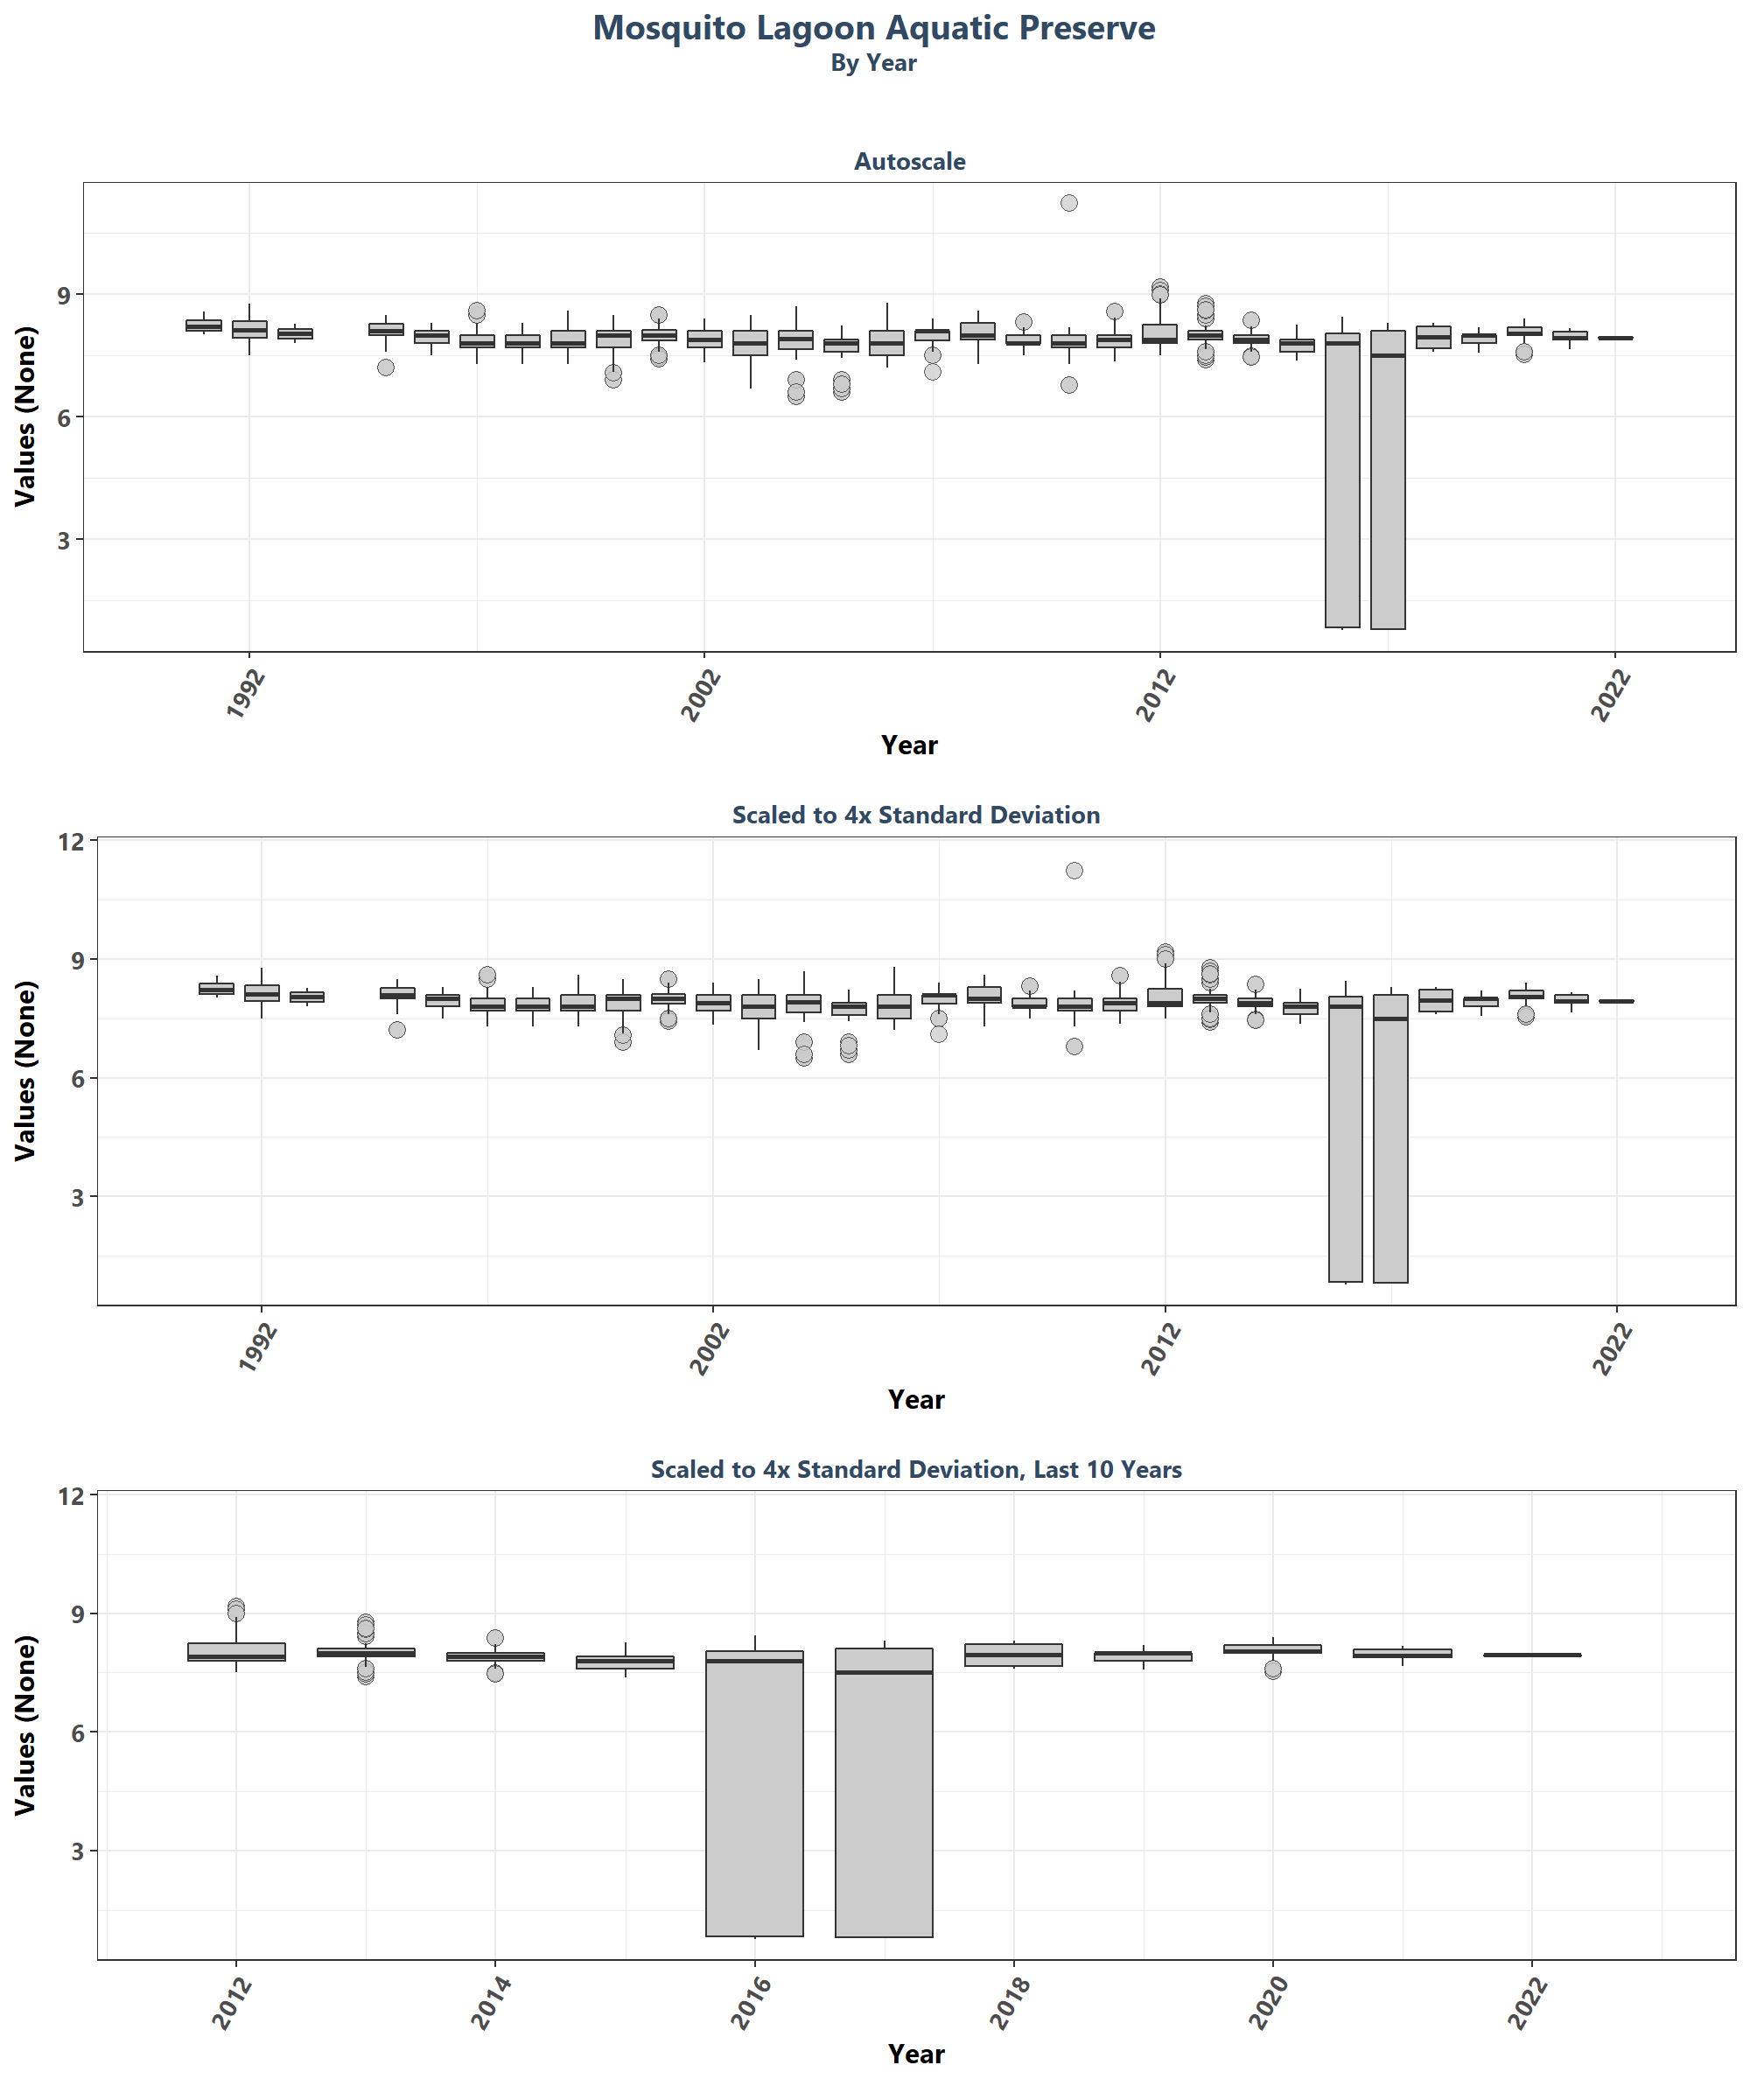 Mosquito Lagoon Aquatic Preserve
By Year
Autoscale
Values (None)
9
6
3
1992
2002
2012
2022
Year
Scaled to 4x Standard Deviation
Values (None)
12
9
6
3
1992
2002
2012
2022
Year
Scaled to 4x Standard Deviation, Last 10 Years
Values (None)
12
9
6
3
2012
2014
2016
2018
2020
2022
Year